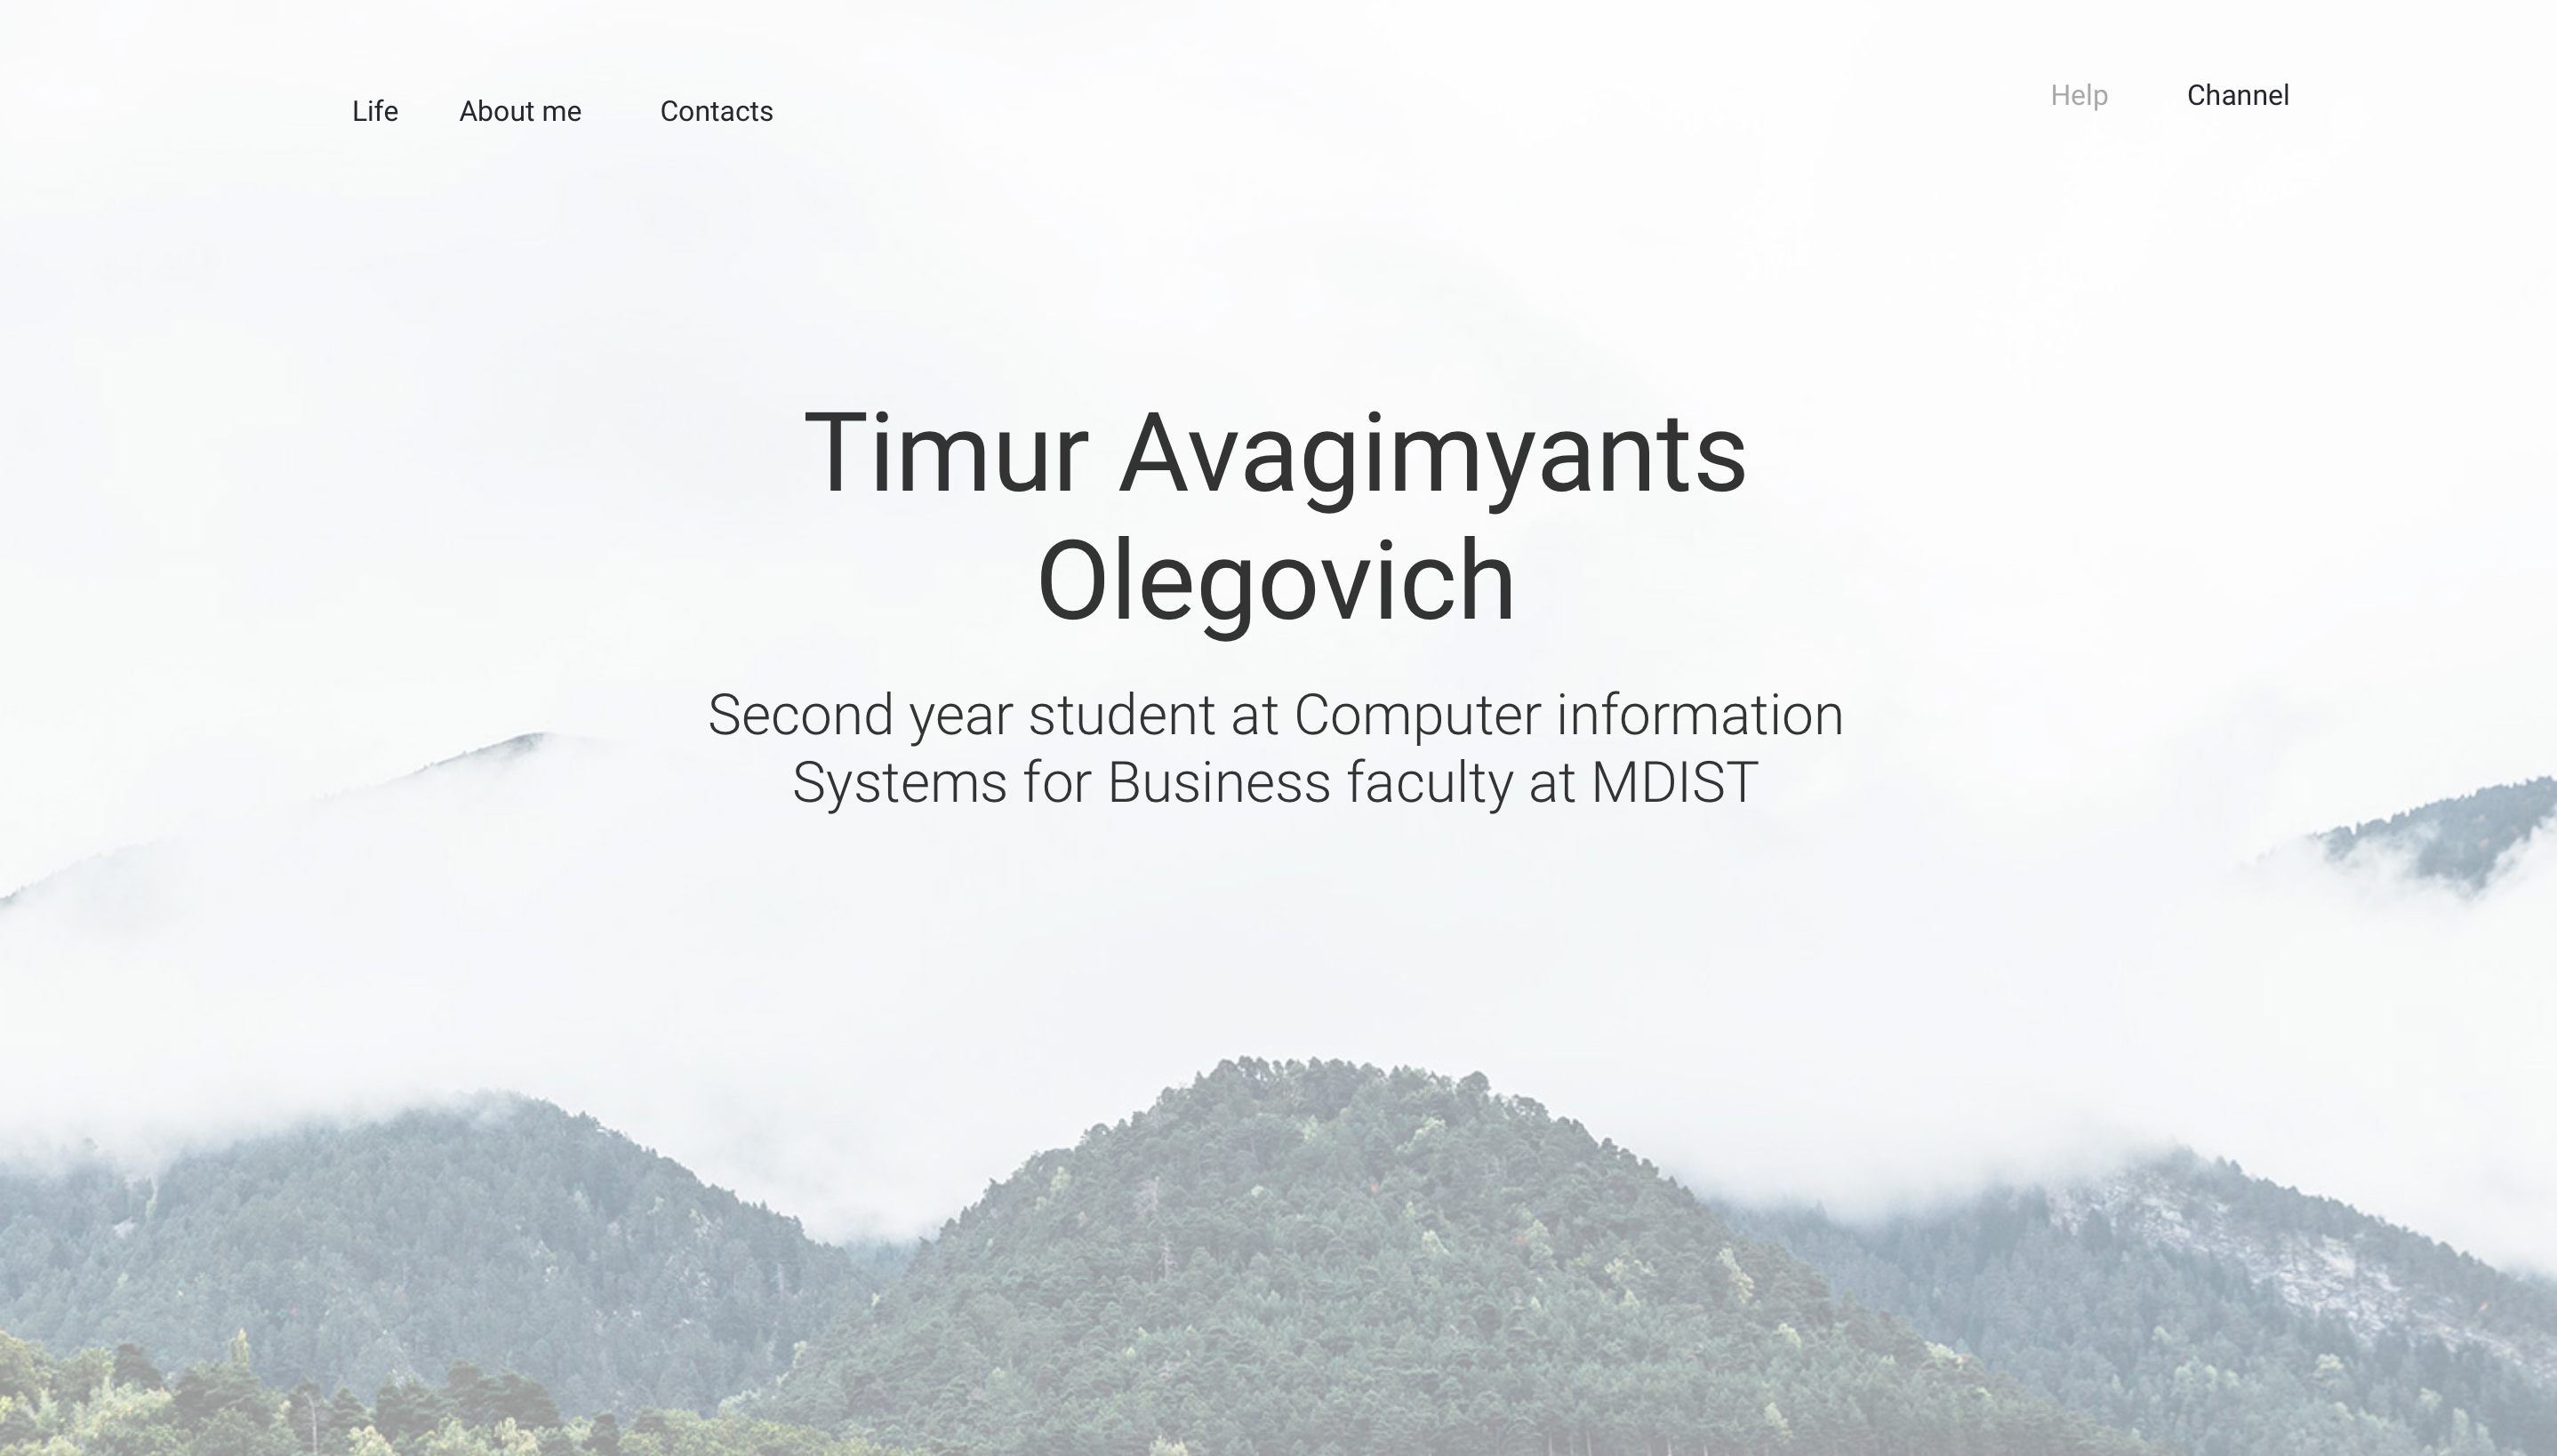 Life About me Contacts Help Channel
Timur Avagimyants
Olegovich
Second year student at Computer information
Systems for Business faculty at MDIST